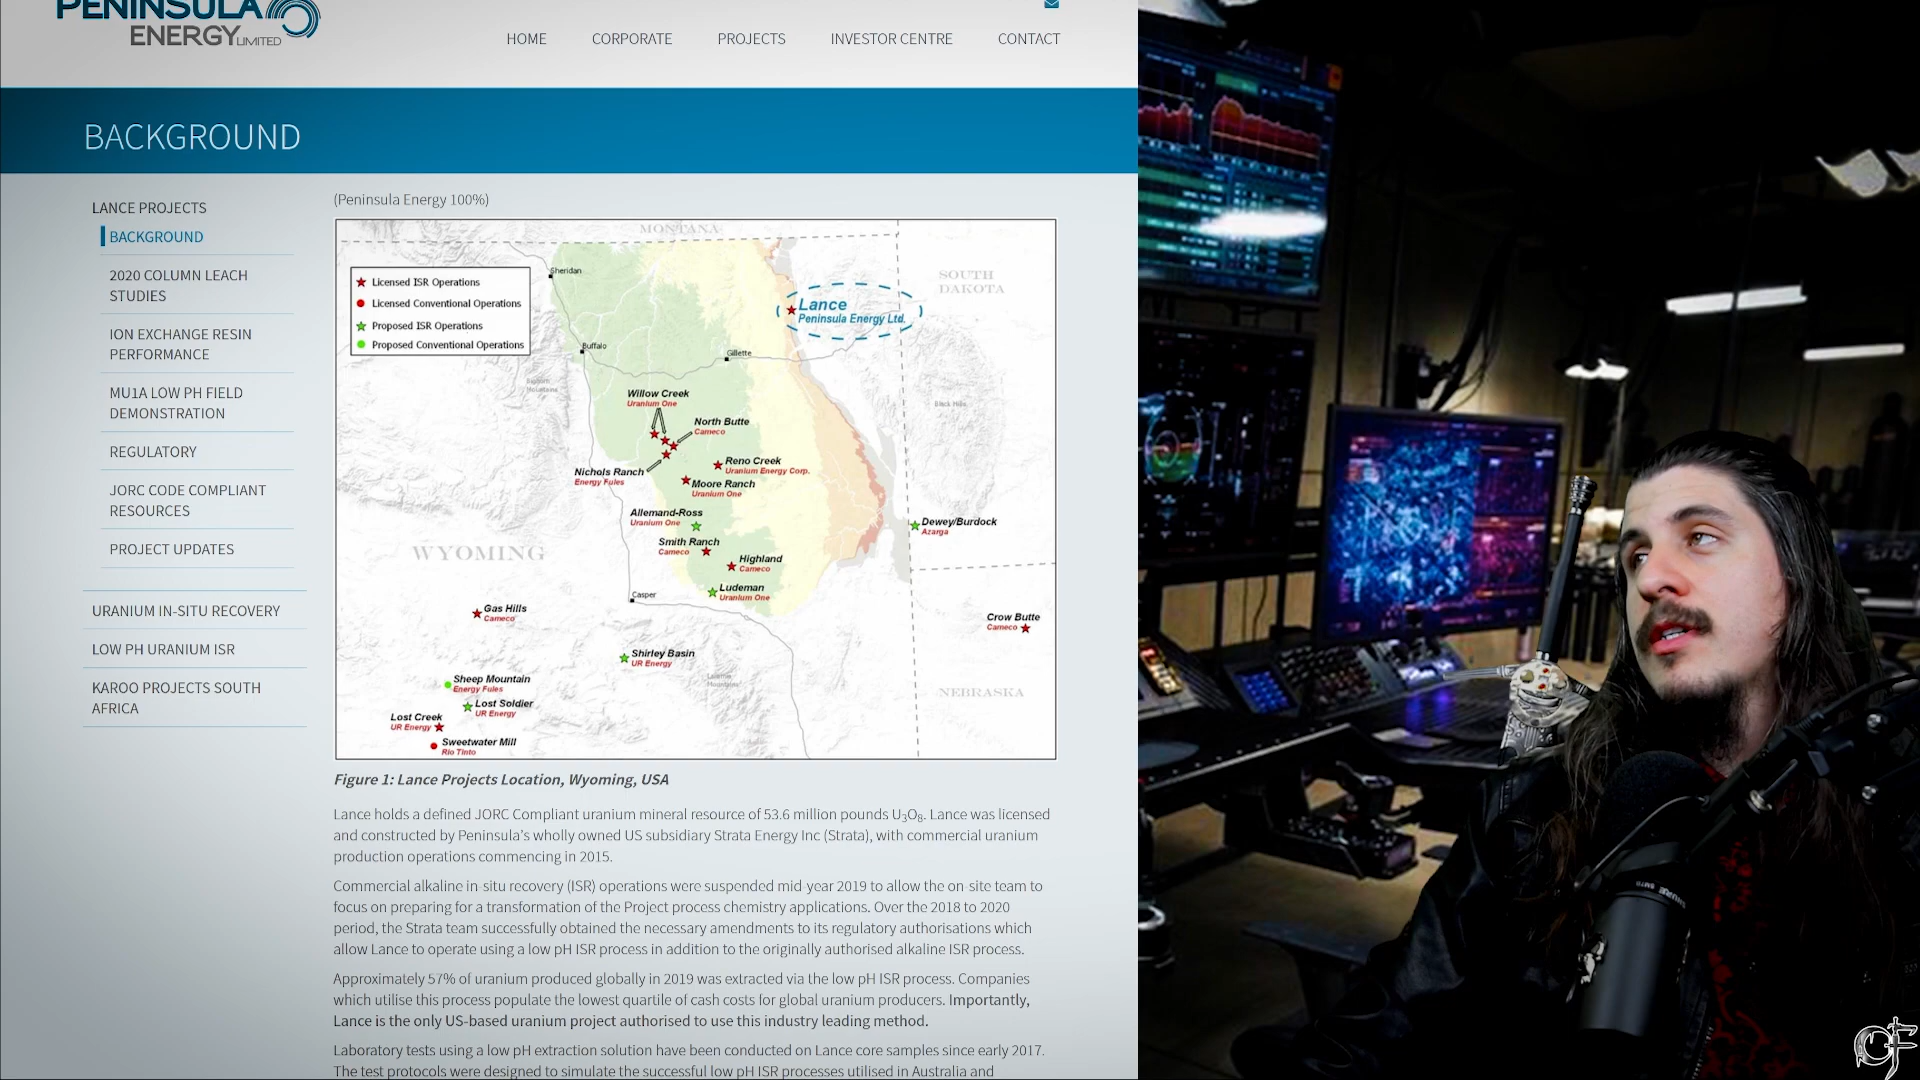 PENINSULA
ENERGY LIMITED
HOME CORPORATE PROJECTS INVESTOR CENTRE CONTACT
BACKGROUND
LANCE PROJECTS
BACKGROUND
2020 COLUMN LEACH
STUDIES
ION EXCHANGE RESIN
PERFORMANCE
MU1A LOW PH FIELD
DEMONSTRATION
REGULATORY
JORC CODE COMPLIANT
RESOURCES
PROJECT UPDATES
URANIUM IN-SITU RECOVERY
LOW PH URANIUM ISR
KAROO PROJECTS SOUTH
AFRICA
(Peninsula Energy 100%)
MONTANA
SOUTH
DAKOTA
Sheridan
Licensed ISR Operations
Licensed Conventional Operations
Proposed ISR Operations
Proposed Conventional Operations
Lance
Peninsula Energy Ltd.
Buffalo
Gillette
Bighorn
Mountains
Black Hills
Willow Creek
Uranium One
North Butte
Cameco
Nichols Ranch
Energy Fules
Reno Creek
Uranium Energy Corp.
Moore Ranch
Uranium One
Allemand-Ross
Uranium One
Dewey/Burdock
Azarga
WYOMING
Smith Ranch
Cameco
Highland
Cameco
Ludeman
Uranium One
Casper
Gas Hills
Cameco
Crow Butte
Cameco
Shirley Basin
UR Energy
Laramie
Mountains
NEBRASKA
Sheep Mountain
Energy Fules
Lost Soldier
UR Energy
Lost Creek
UR Energy
Sweetwater Mill
Rio Tinto
Figure 1: Lance Projects Location, Wyoming, USA
Lance holds a defined JORC Compliant uranium mineral resource of 53.6 million pounds U3O8. Lance was licensed
and constructed by Peninsula's wholly owned US subsidiary Strata Energy Inc (Strata), with commercial uranium
production operations commencing in 2015.
Commercial alkaline in-situ recovery (ISR) operations were suspended mid-year 2019 to allow the on-site team to
focus on preparing for a transformation of the Project process chemistry applications. Over the 2018 to 2020
period, the Strata team successfully obtained the necessary amendments to its regulatory authorisations which
allow Lance to operate using a low pH ISR process in addition to the originally authorised alkaline ISR process.
Approximately 57% of uranium produced globally in 2019 was extracted via the low pH ISR process. Companies
which utilise this process populate the lowest quartile of cash costs for global uranium producers. Importantly,
Lance is the only US-based uranium project authorised to use this industry leading method.
Laboratory tests using a low pH extraction solution have been conducted on Lance core samples since early 2017.
The test protocols were designed to simulate the successful low pH ISR processes utilised in Australia and